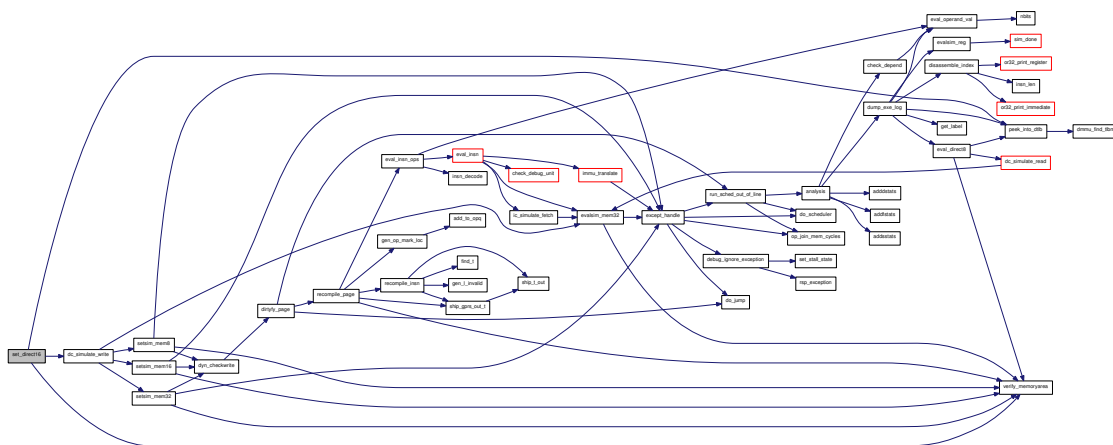 set_direct16
dc_simulate_write
setsim_mem8
setsim_mem16
setsim_mem32
dyn_checkwrite
dirtyfy_page
recompile_page
eval_insn_ops
gen_op_mark_loc
recompile_insn
eval_insn
insn_decode
add_to_opq
find_t
gen_t_invalid
ship_gprs_out_t
check_debug_unit
ic_simulate_fetch
ship_t_out
immu_translate
evalsim_mem32
except_handle
run_sched_out_of_line
debug_ignore_exception
do_jump
analysis
do_scheduler
op_join_mem_cycles
set_stall_state
rsp_exception
check_depend
dump_exe_log
adddstats
addfstats
addsstats
eval_operand_val
evalsim_reg
disassemble_index
get_label
eval_direct8
nbits
sim_done
or32_print_register
insn_len
or32_print_immediate
peek_into_dtlb
dc_simulate_read
verify_memoryarea
dmmu_find_tlbmr